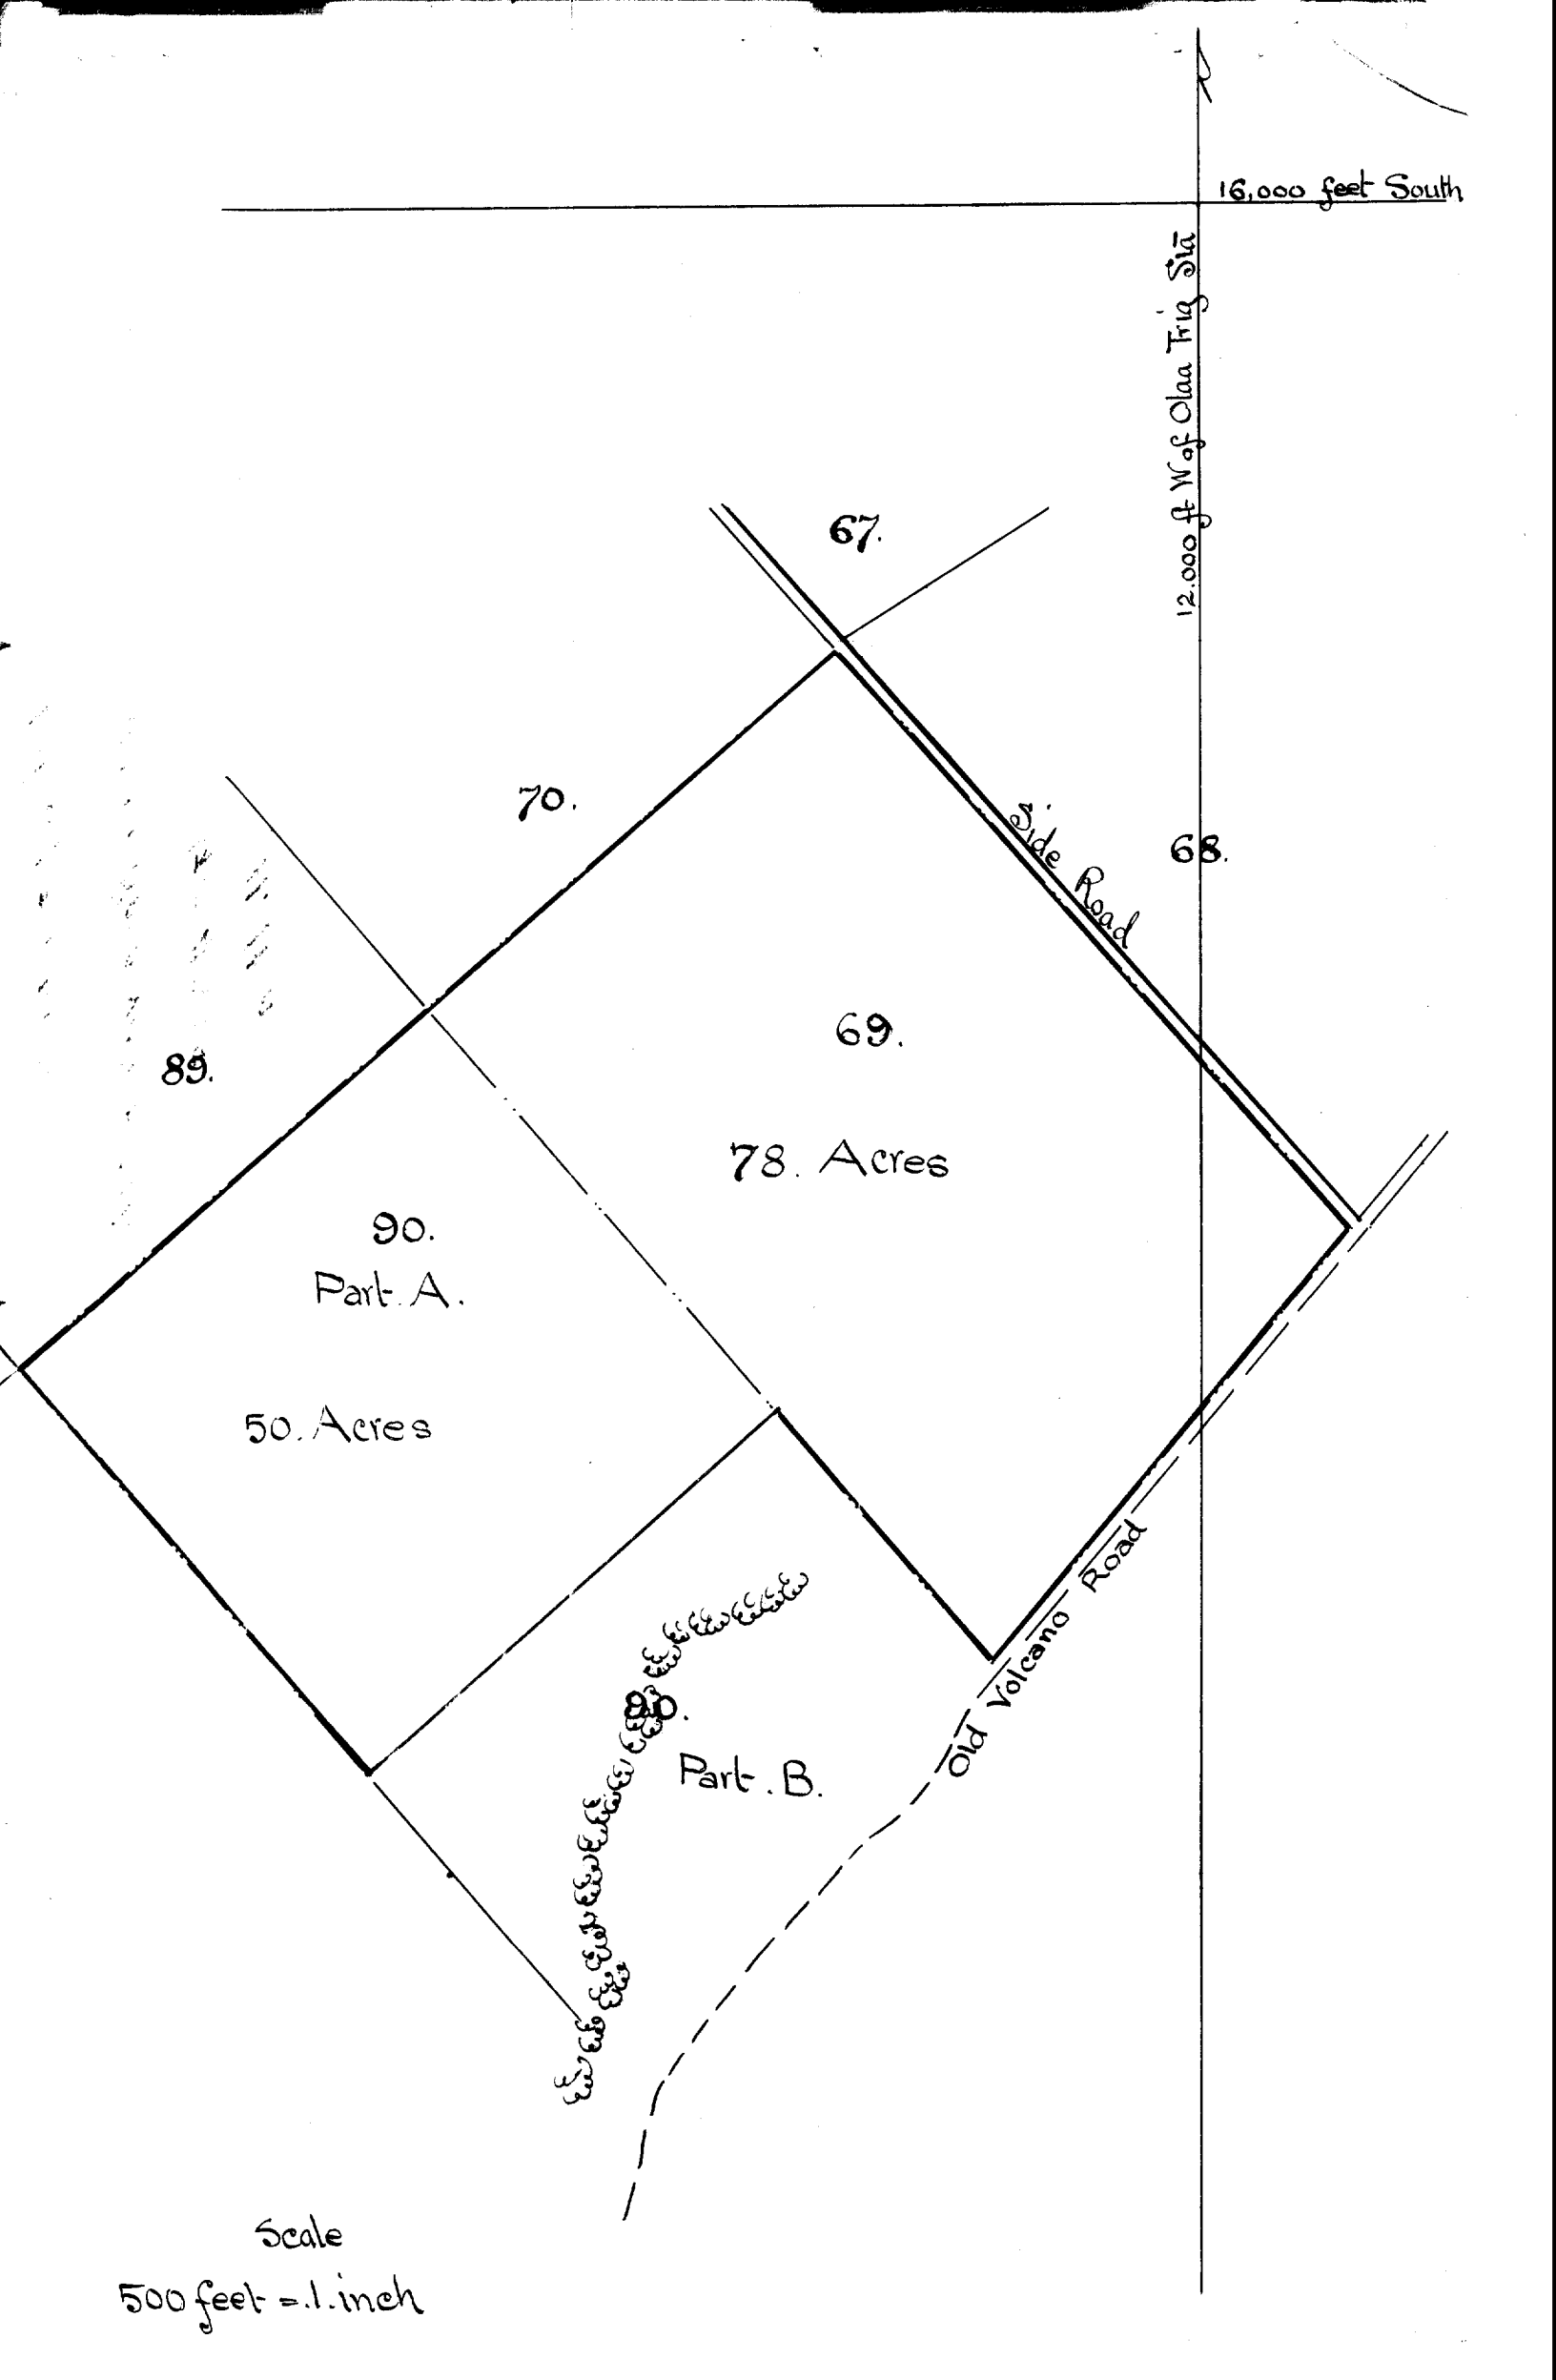 16,000 feet South
12.000 ft W of Olaa Trig Sta
67.
70.
Side Road
68.
69.
89.
78. Acres
90.
Part. A.
50. Acres
Old Volcano Road
90.
Part. B.
Scale
500 feet = .1. inch